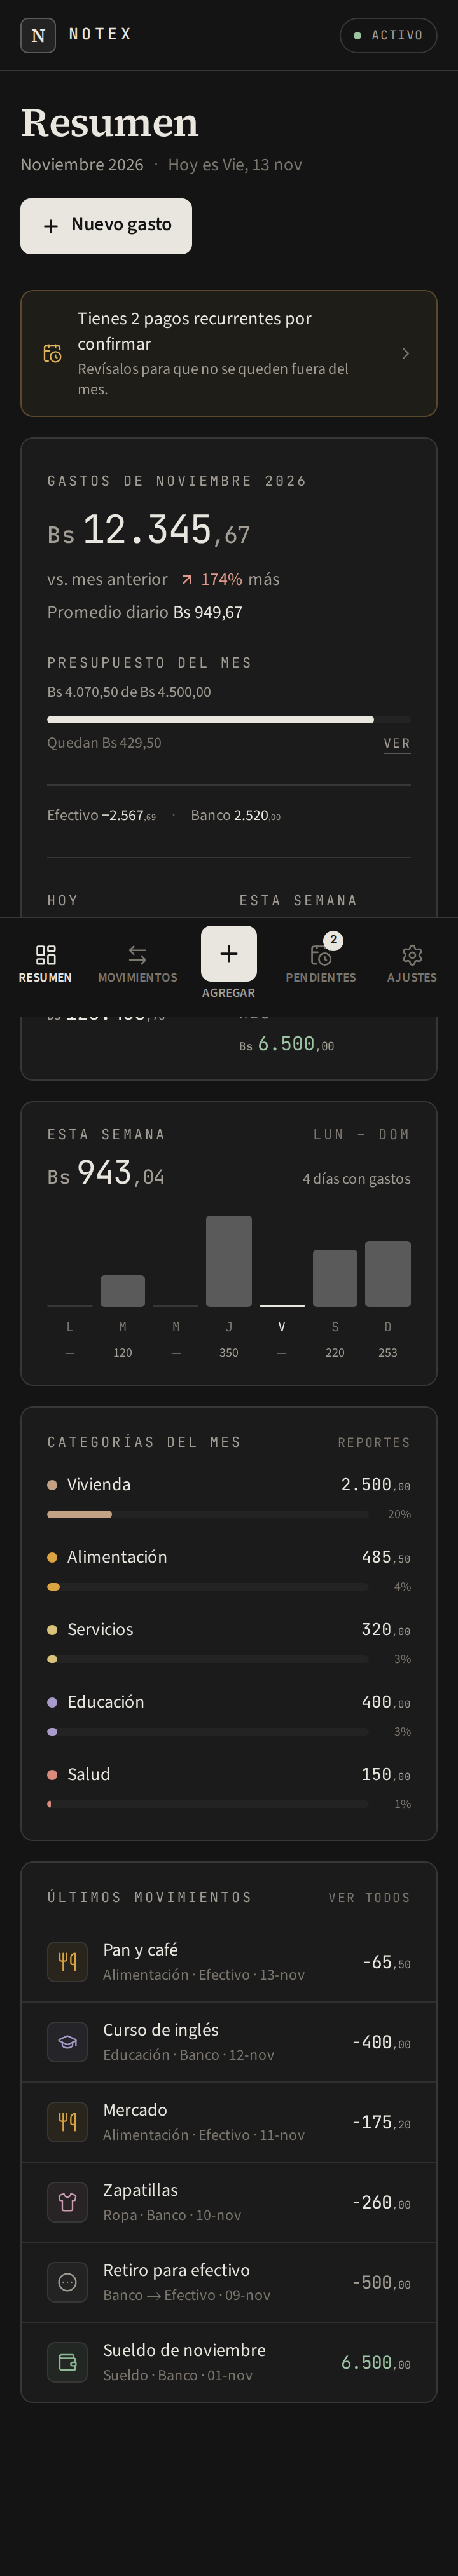 N NOTEX
ACTIVO
Resumen
Noviembre 2026 · Hoy es Vie, 13 nov
+ Nuevo gasto
Tienes 2 pagos recurrentes por
confirmar
Revísalos para que no se queden fuera del
mes.
GASTOS DE NOVIEMBRE 2026
Bs 12.345,67
vs. mes anterior ↗ 174% más
Promedio diario Bs 949,67
PRESUPUESTO DEL MES
Bs 4.070,50 de Bs 4.500,00
Quedan Bs 429,50
VER
Efectivo −2.567,69 · Banco 2.520,00
HOY
ESTA SEMANA
RESUMEN
MOVIMIENTOS
+
AGREGAR
2
PENDIENTES
AJUSTES
Bs 6.500,00
ESTA SEMANA
LUN – DOM
Bs 943,04
4 días con gastos
L M M J V S D
— 120 — 350 — 220 253
CATEGORÍAS DEL MES
REPORTES
Vivienda 2.500,00
20%
Alimentación 485,50
4%
Servicios 320,00
3%
Educación 400,00
3%
Salud 150,00
1%
ÚLTIMOS MOVIMIENTOS
VER TODOS
Pan y café
Alimentación · Efectivo · 13-nov
-65,50
Curso de inglés
Educación · Banco · 12-nov
-400,00
Mercado
Alimentación · Efectivo · 11-nov
-175,20
Zapatillas
Ropa · Banco · 10-nov
-260,00
Retiro para efectivo
Banco → Efectivo · 09-nov
-500,00
Sueldo de noviembre
Sueldo · Banco · 01-nov
6.500,00